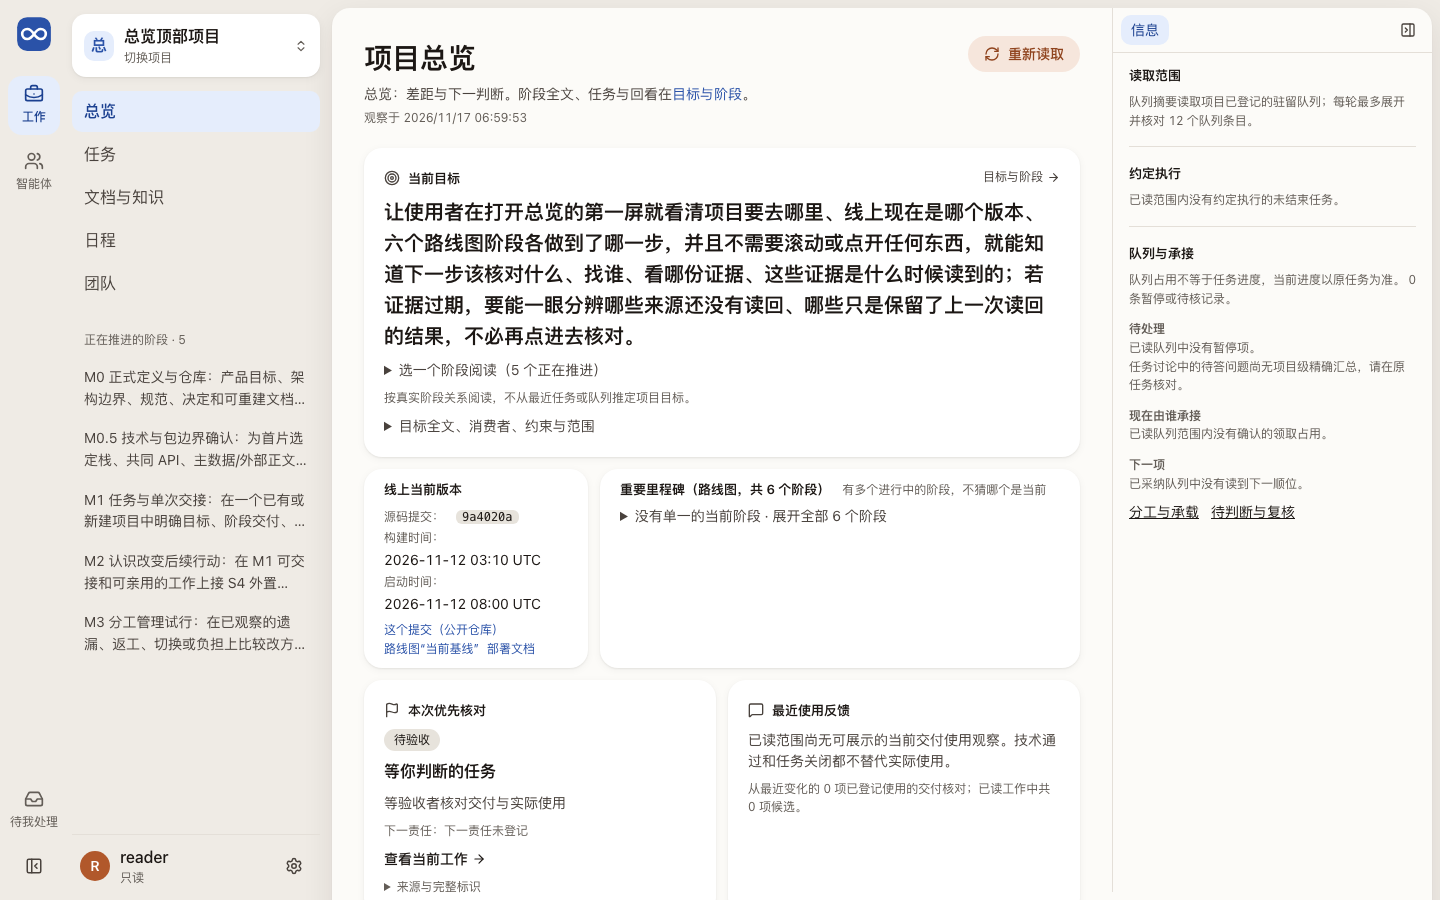 工作
智能体
待我处理
总
总览顶部项目
切换项目
总览
任务
文档与知识
日程
团队
正在推进的阶段 · 5
M0 正式定义与仓库：产品目标、架
构边界、规范、决定和可重建文档...
M0.5 技术与包边界确认：为首片选
定栈、共同 API、主数据/外部正文...
M1 任务与单次交接：在一个已有或
新建项目中明确目标、阶段交付、...
M2 认识改变后续行动：在 M1 可交
接和可亲用的工作上接 S4 外置...
M3 分工管理试行：在已观察的遗
漏、返工、切换或负担上比较改方...
R
reader
只读
项目总览
重新读取
总览：差距与下一判断。阶段全文、任务与回看在目标与阶段。
观察于 2026/11/17 06:59:53
当前目标
目标与阶段 →
让使用者在打开总览的第一屏就看清项目要去哪里、线上现在是哪个版本、
六个路线图阶段各做到了哪一步，并且不需要滚动或点开任何东西，就能知
道下一步该核对什么、找谁、看哪份证据、这些证据是什么时候读到的；若
证据过期，要能一眼分辨哪些来源还没有读回、哪些只是保留了上一次读回
的结果，不必再点进去核对。
▶ 选一个阶段阅读（5 个正在推进）
按真实阶段关系阅读，不从最近任务或队列推定项目目标。
▶ 目标全文、消费者、约束与范围
线上当前版本
源码提交： 9a4020a
构建时间：
2026-11-12 03:10 UTC
启动时间：
2026-11-12 08:00 UTC
这个提交（公开仓库）
路线图“当前基线” 部署文档
重要里程碑（路线图，共 6 个阶段） 有多个进行中的阶段，不猜哪个是当前
▶ 没有单一的当前阶段 · 展开全部 6 个阶段
本次优先核对
待验收
等你判断的任务
等验收者核对交付与实际使用
下一责任：下一责任未登记
查看当前工作 →
▶ 来源与完整标识
最近使用反馈
已读范围尚无可展示的当前交付使用观察。技术通
过和任务关闭都不替代实际使用。
从最近变化的 0 项已登记使用的交付核对；已读工作中共
0 项候选。
信息
读取范围
队列摘要读取项目已登记的驻留队列；每轮最多展开
并核对 12 个队列条目。
约定执行
已读范围内没有约定执行的未结束任务。
队列与承接
队列占用不等于任务进度，当前进度以原任务为准。 0
条暂停或待核记录。
待处理
已读队列中没有暂停项。
任务讨论中的待答问题尚无项目级精确汇总，请在原
任务核对。
现在由谁承接
已读队列范围内没有确认的领取占用。
下一项
已采纳队列中没有读到下一顺位。
分工与承载 待判断与复核